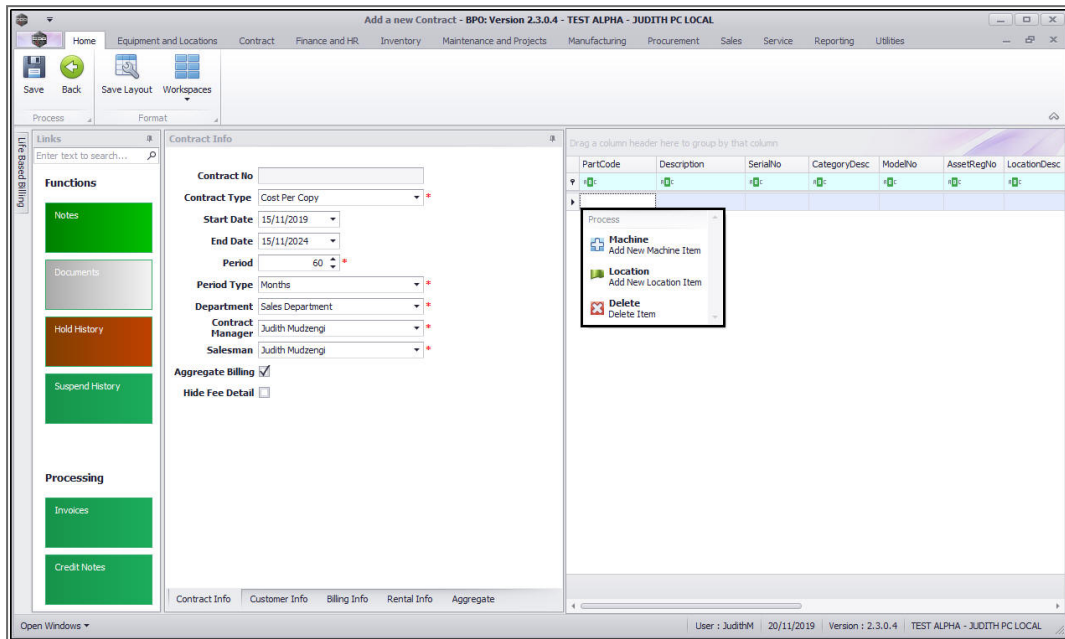 Add a new Contract - BPO: Version 2.3.0.4 - TEST ALPHA - JUDITH PC LOCAL
Home Equipment and Locations Contract Finance and HR Inventory Maintenance and Projects Manufacturing Procurement Sales Service Reporting Utilities
Save Back Save Layout Workspaces
Process Format
Life Based Billing
Links
Enter text to search...
Functions
Notes
Documents
Hold History
Suspend History
Processing
Invoices
Credit Notes
Contract Info
Contract No
Contract Type Cost Per Copy *
Start Date 15/11/2019
End Date 15/11/2024
Period 60 *
Period Type Months *
Department Sales Department *
Contract Manager Judith Mudzengi *
Salesman Judith Mudzengi *
Aggregate Billing
Hide Fee Detail
Contract Info Customer Info Billing Info Rental Info Aggregate
Drag a column header here to group by that column
PartCode Description SerialNo CategoryDesc ModelNo AssetRegNo LocationDesc
Process
Machine
Add New Machine Item
Location
Add New Location Item
Delete
Delete Item
Open Windows User : JudithM 20/11/2019 Version : 2.3.0.4 TEST ALPHA - JUDITH PC LOCAL